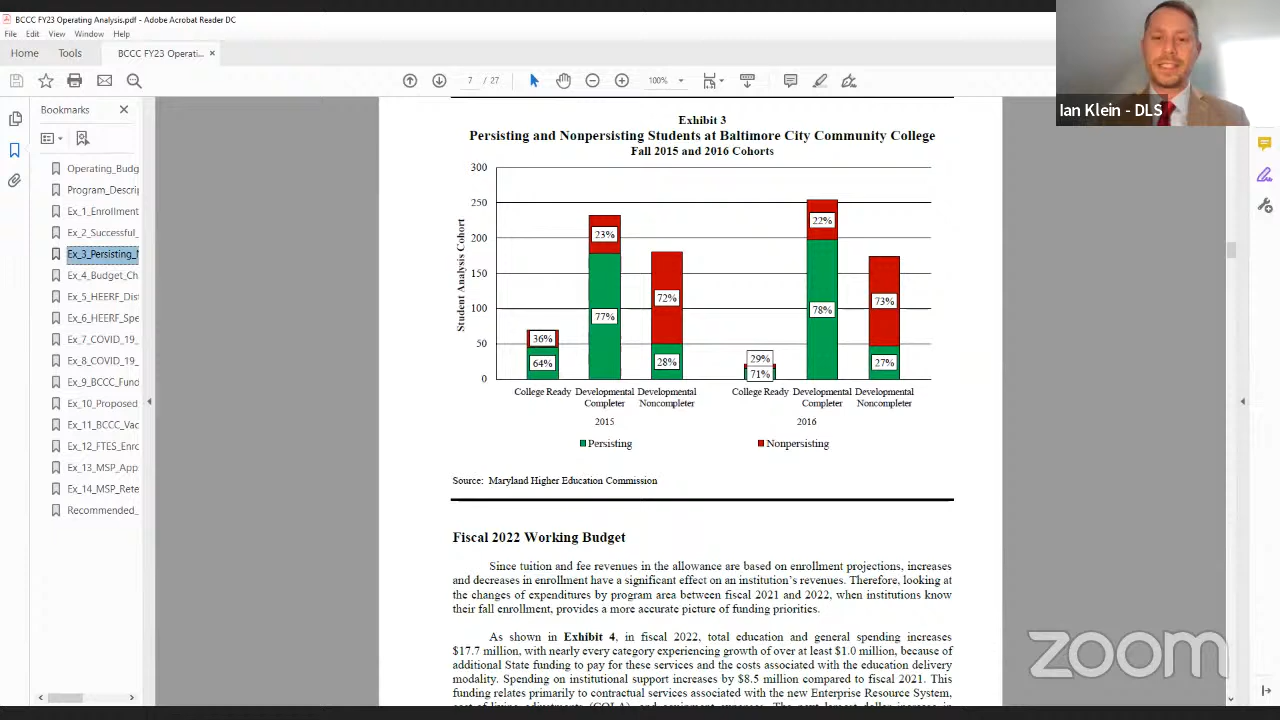 BCCC FY23 Operating Analysis.pdf - Adobe Acrobat Reader DC
File Edit View Window Help
Home Tools BCCC FY23 Operati... ×
7 / 27 100%
Ian Klein - DLS
Bookmarks
Operating_Budg
Program_Descrip
Ex_1_Enrollment
Ex_2_Successful_
Ex_3_Persisting_
Ex_4_Budget_Ch
Ex_5_HEERF_Dis
Ex_6_HEERF_Spe
Ex_7_COVID_19_
Ex_8_COVID_19_
Ex_9_BCCC_Fund
Ex_10_Proposed
Ex_11_BCCC_Vac
Ex_12_FTES_Enro
Ex_13_MSP_App
Ex_14_MSP_Rete
Recommended_
Exhibit 3
Persisting and Nonpersisting Students at Baltimore City Community College
Fall 2015 and 2016 Cohorts
Student Analysis Cohort
300
250
200
150
100
50
0
36%
64%
23%
77%
72%
28%
29%
71%
22%
78%
73%
27%
College Ready Developmental Completer Developmental Noncompleter
College Ready Developmental Completer Developmental Noncompleter
2015 2016
Persisting Nonpersisting
Source: Maryland Higher Education Commission
Fiscal 2022 Working Budget
Since tuition and fee revenues in the allowance are based on enrollment projections, increases
and decreases in enrollment have a significant effect on an institution's revenues. Therefore, looking at
the changes of expenditures by program area between fiscal 2021 and 2022, when institutions know
their fall enrollment, provides a more accurate picture of funding priorities.
As shown in Exhibit 4, in fiscal 2022, total education and general spending increases
$17.7 million, with nearly every category experiencing growth of over at least $1.0 million, because of
additional State funding to pay for these services and the costs associated with the education delivery
modality. Spending on institutional support increases by $8.5 million compared to fiscal 2021. This
funding relates primarily to contractual services associated with the new Enterprise Resource System,
zoom